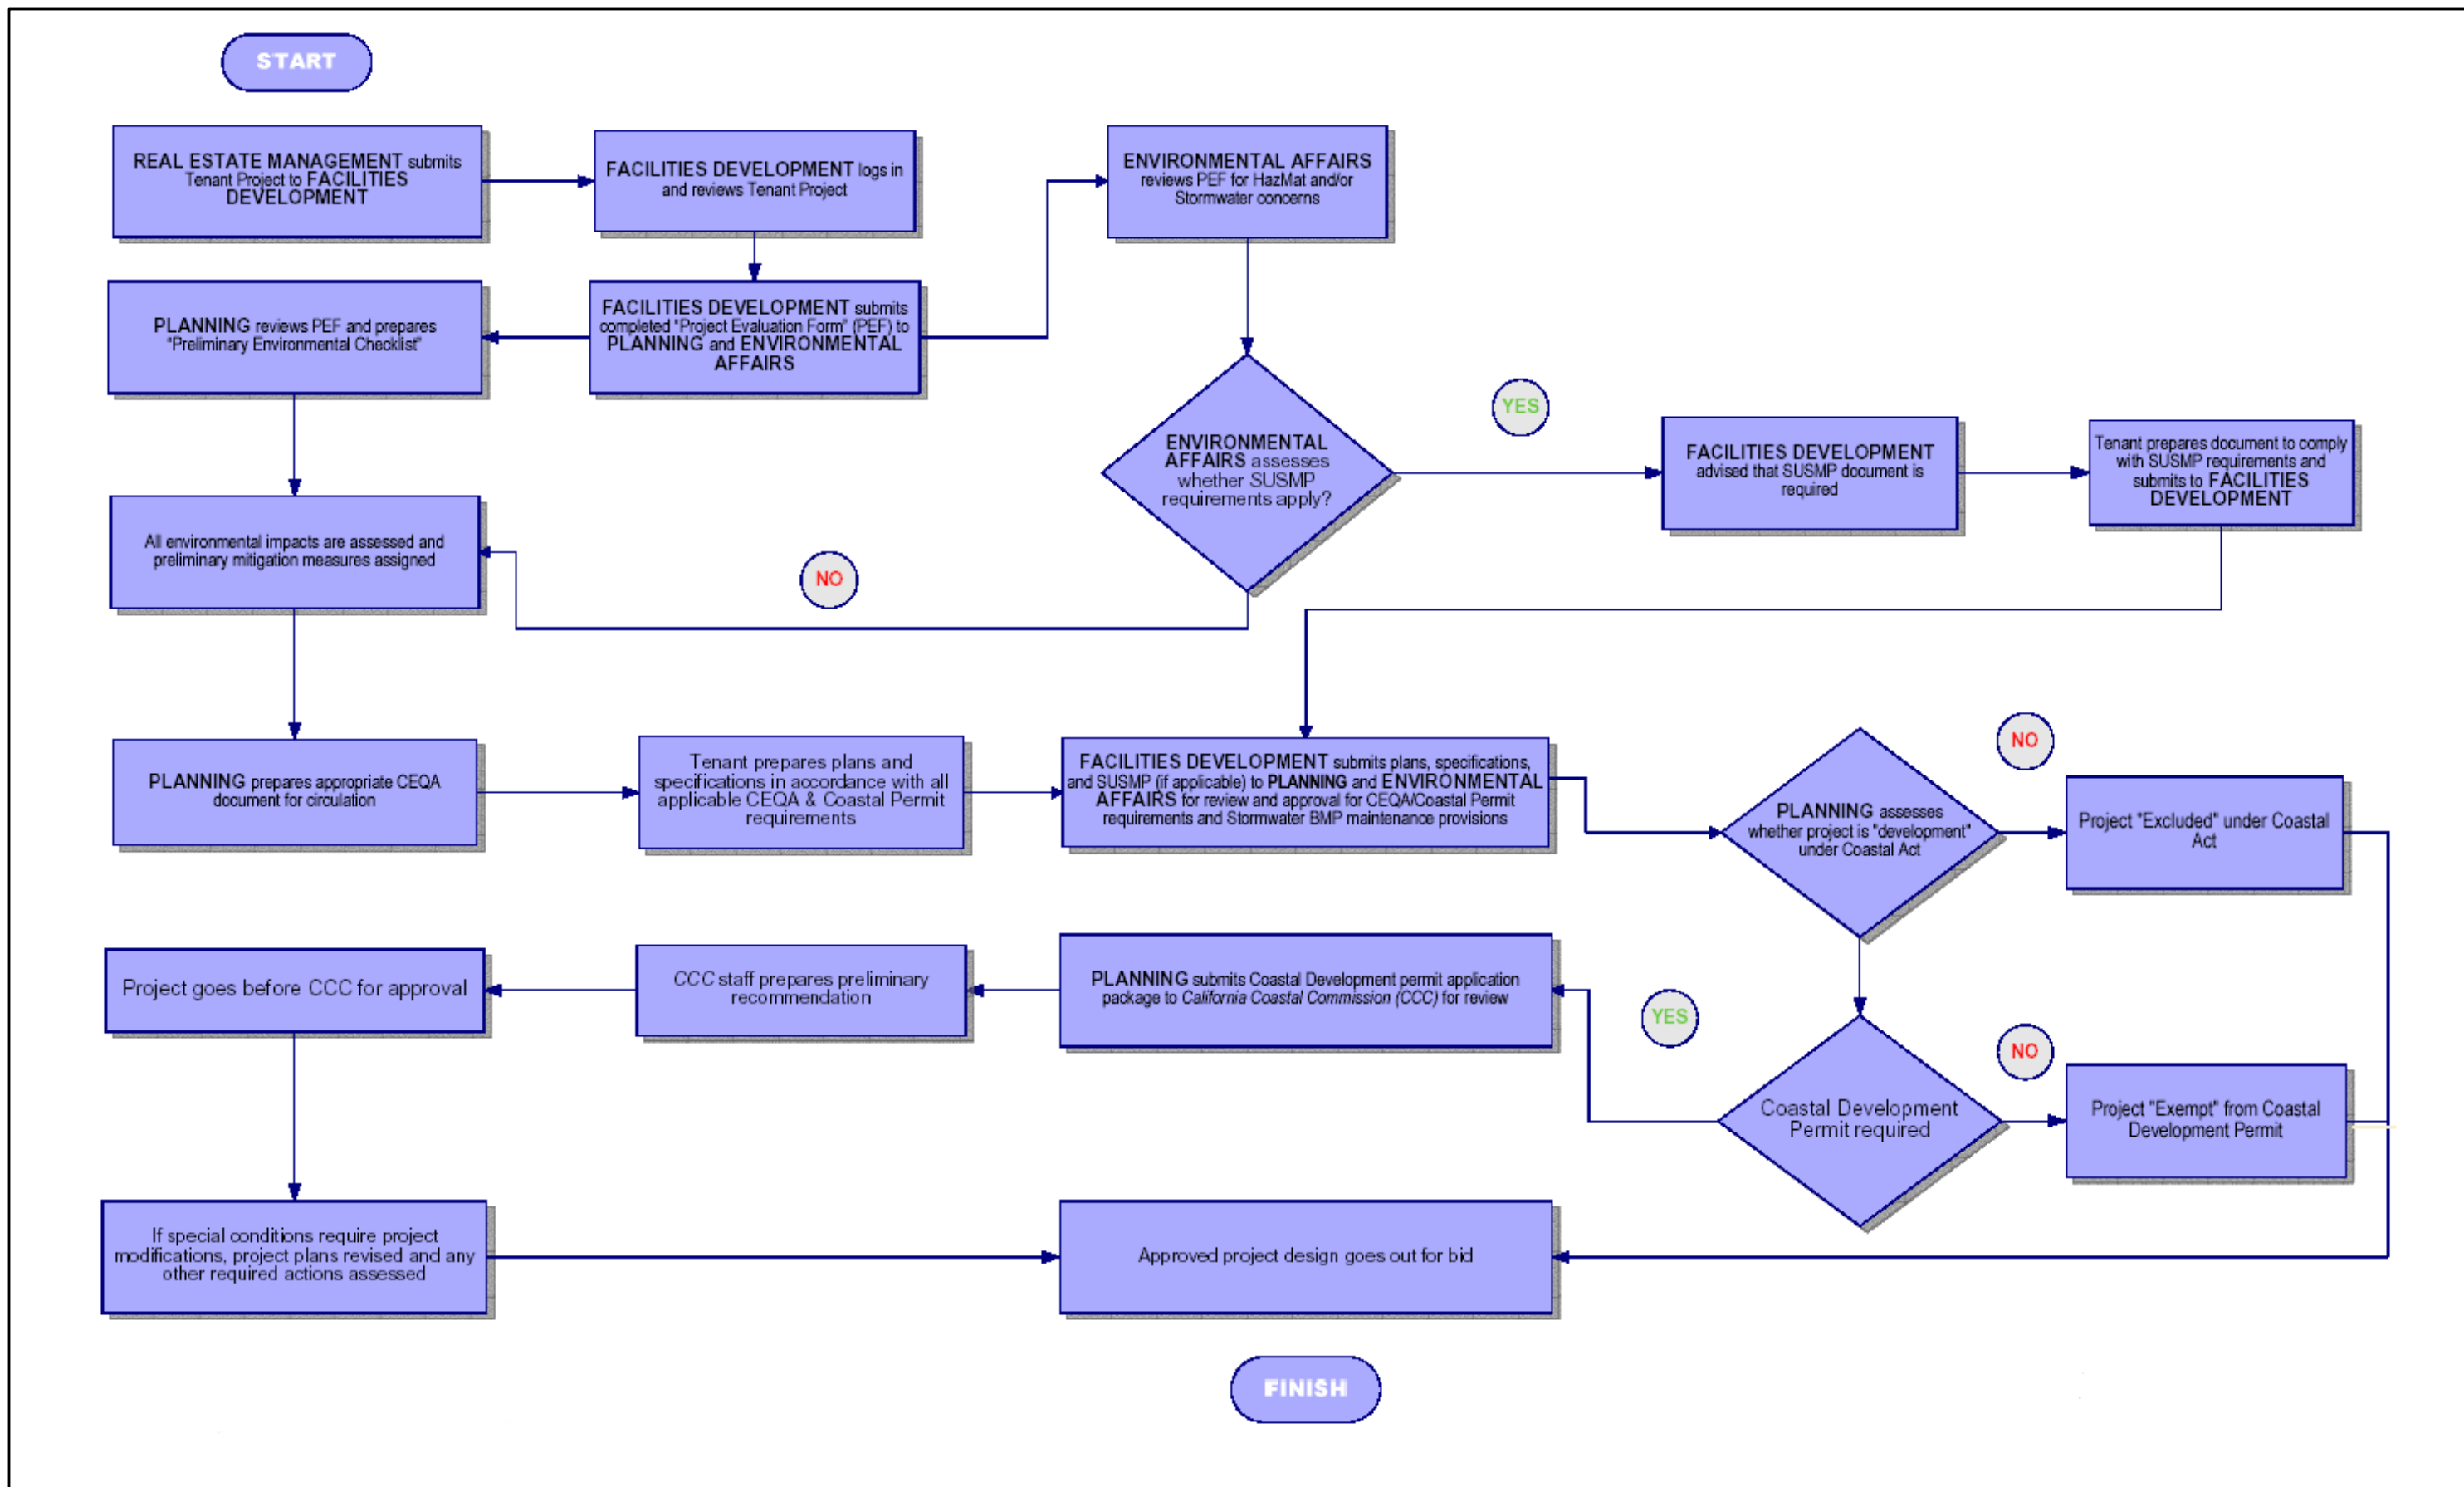 START
REAL ESTATE MANAGEMENT submits
Tenant Project to FACILITIES
DEVELOPMENT
FACILITIES DEVELOPMENT logs in
and reviews Tenant Project
ENVIRONMENTAL AFFAIRS
reviews PEF for HazMat and/or
Stormwater concerns
PLANNING reviews PEF and prepares
"Preliminary Environmental Checklist"
FACILITIES DEVELOPMENT submits
completed "Project Evaluation Form" (PEF) to
PLANNING and ENVIRONMENTAL
AFFAIRS
YES
ENVIRONMENTAL
AFFAIRS assesses
whether SUSMP
requirements apply?
FACILITIES DEVELOPMENT
advised that SUSMP document is
required
Tenant prepares document to comply
with SUSMP requirements and
submits to FACILITIES
DEVELOPMENT
All environmental impacts are assessed and
preliminary mitigation measures assigned
NO
PLANNING prepares appropriate CEQA
document for circulation
Tenant prepares plans and
specifications in accordance with all
applicable CEQA & Coastal Permit
requirements
FACILITIES DEVELOPMENT submits plans, specifications,
and SUSMP (if applicable) to PLANNING and ENVIRONMENTAL
AFFAIRS for review and approval for CEQA/Coastal Permit
requirements and Stormwater BMP maintenance provisions
PLANNING assesses
whether project is "development"
under Coastal Act
NO
Project "Excluded" under Coastal
Act
Project goes before CCC for approval
CCC staff prepares preliminary
recommendation
PLANNING submits Coastal Development permit application
package to California Coastal Commission (CCC) for review
YES
Coastal Development
Permit required
NO
Project "Exempt" from Coastal
Development Permit
If special conditions require project
modifications, project plans revised and any
other required actions assessed
Approved project design goes out for bid
FINISH